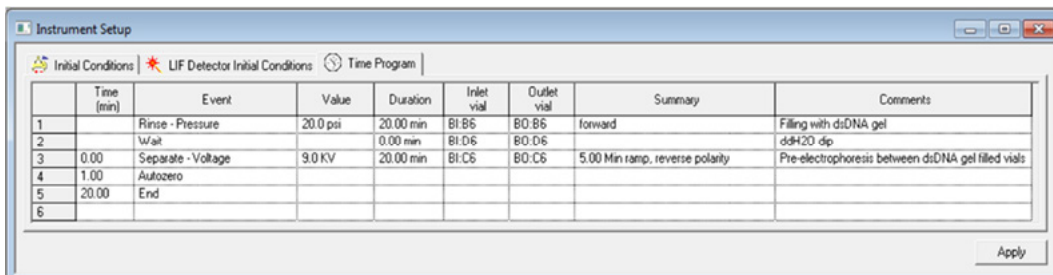 Instrument Setup
Initial Conditions LIF Detector Initial Conditions Time Program
Time (min) Event Value Duration Inlet vial Outlet vial Summary Comments
1 Rinse - Pressure 20.0 psi 20.00 min BI:B6 BO:B6 forward Filling with dsDNA gel
2 Wait 0.00 min BI:D6 BO:D6 ddH2O dip
3 0.00 Separate - Voltage 9.0 KV 20.00 min BI:C6 BO:C6 5.00 Min ramp, reverse polarity Pre-electrophoresis between dsDNA gel filled vials
4 1.00 Autozero
5 20.00 End
6
Apply